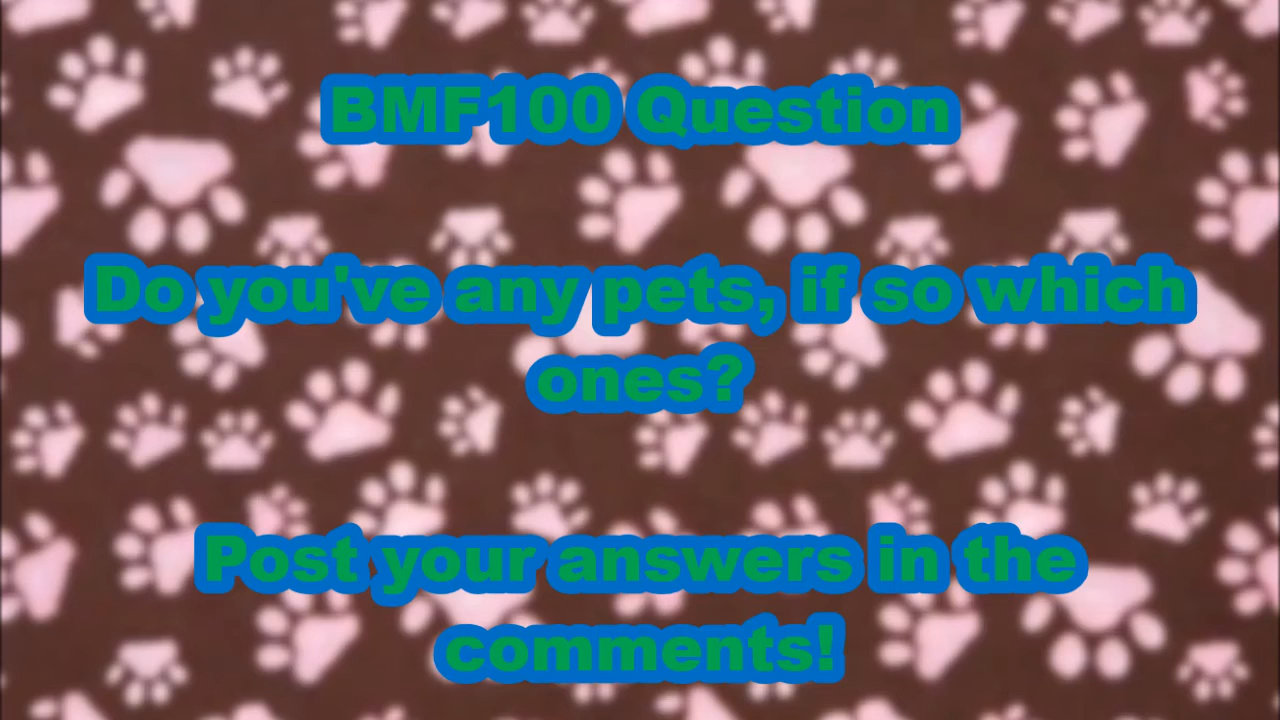 BMF100 Question
Do you've any pets, if so which
ones?
Post your answers in the
comments!